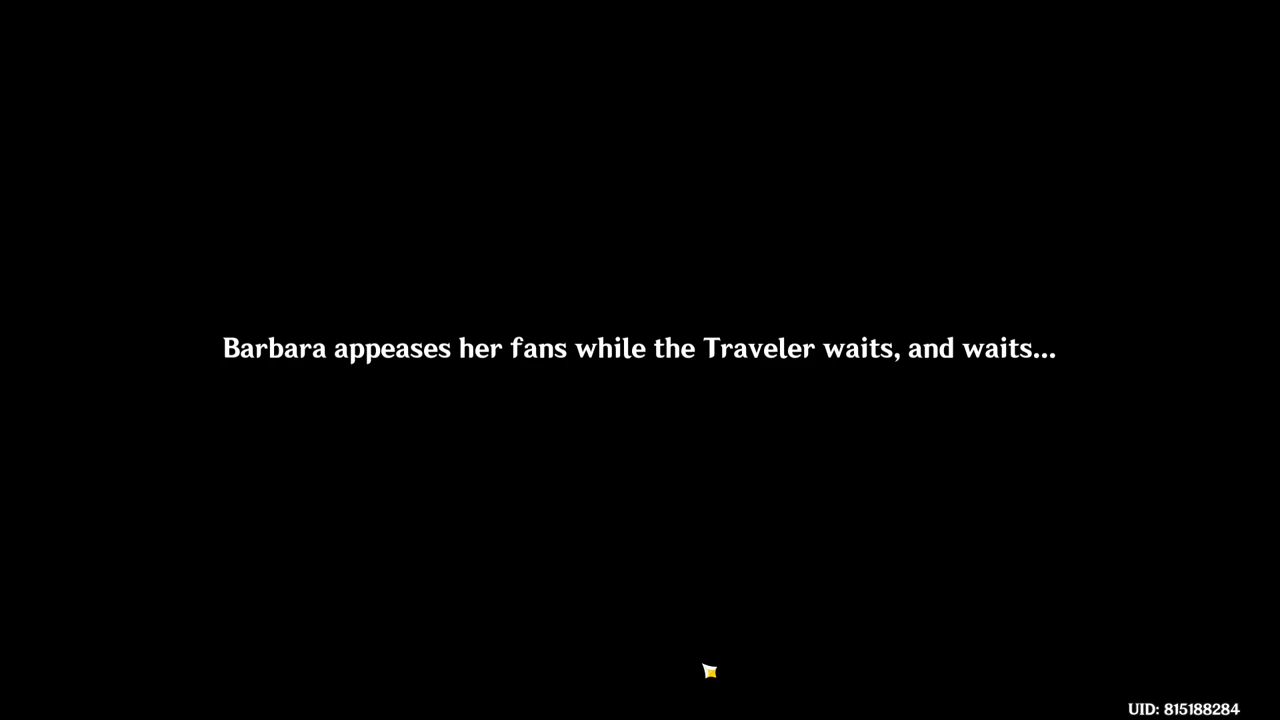 Barbara appeases her fans while the Traveler waits, and waits...
UID: 815188284